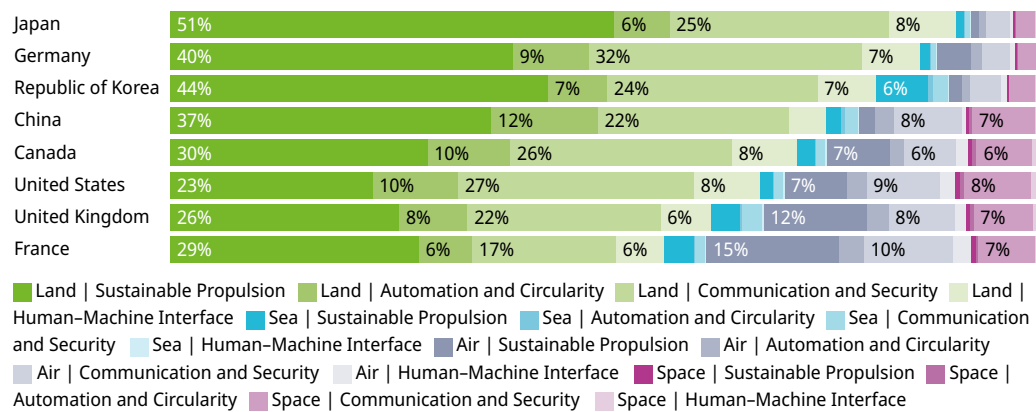 Japan 51% 6% 25% 8%
Germany 40% 9% 32% 7%
Republic of Korea 44% 7% 24% 7% 6%
China 37% 12% 22% 8% 7%
Canada 30% 10% 26% 8% 7% 6% 6%
United States 23% 10% 27% 8% 7% 9% 8%
United Kingdom 26% 8% 22% 6% 12% 8% 7%
France 29% 6% 17% 6% 15% 10% 7%
Land | Sustainable Propulsion Land | Automation and Circularity Land | Communication and Security Land |
Human–Machine Interface Sea | Sustainable Propulsion Sea | Automation and Circularity Sea | Communication
and Security Sea | Human–Machine Interface Air | Sustainable Propulsion Air | Automation and Circularity
Air | Communication and Security Air | Human–Machine Interface Space | Sustainable Propulsion Space |
Automation and Circularity Space | Communication and Security Space | Human–Machine Interface